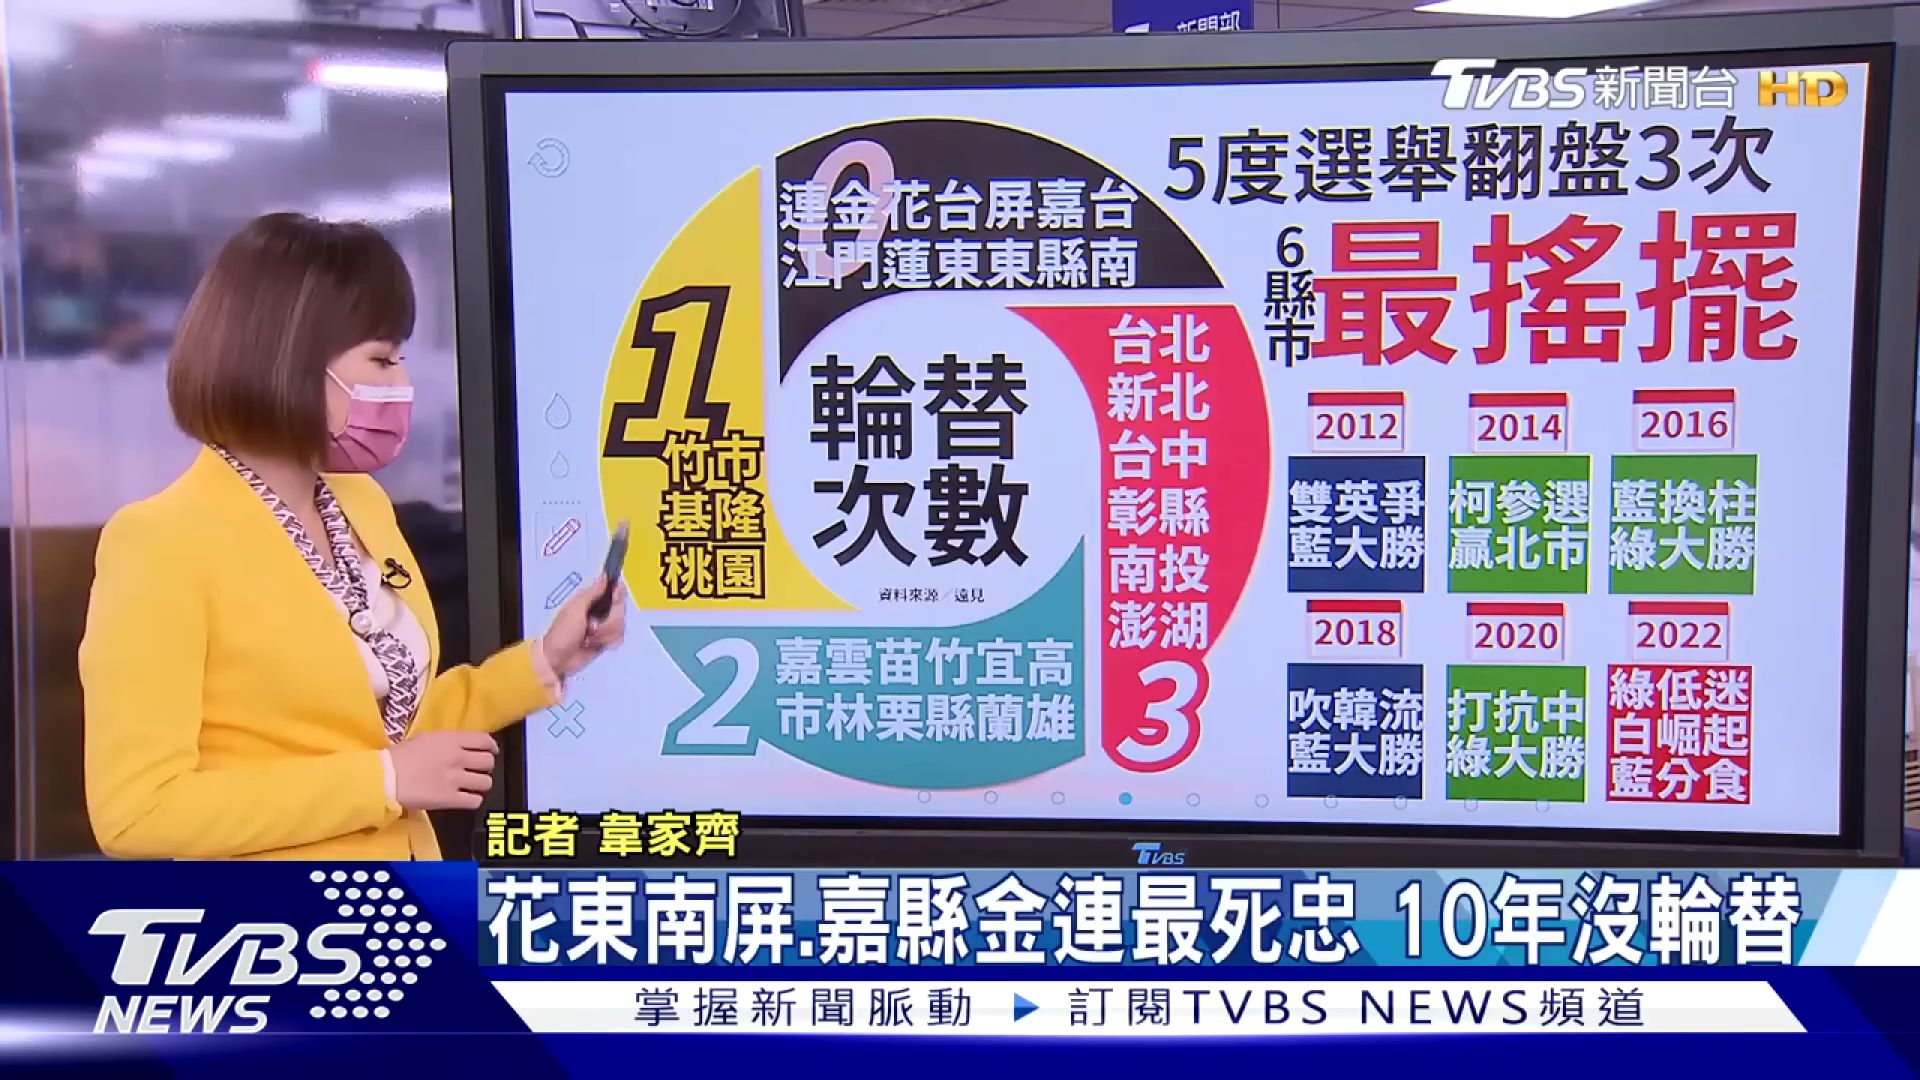 新聞部
TVBS新聞台 HD
5度選舉翻盤3次
6縣市
最搖擺
0
連金花台屏嘉台
江門蓮東東縣南
1
竹市
基隆
桃園
輪替
次數
資料來源／遠見
台北
新北
台中
彰縣
南投
澎湖
3
2
嘉雲苗竹宜高
市林栗縣蘭雄
2012
雙英爭
藍大勝
2014
柯參選
贏北市
2016
藍換柱
綠大勝
2018
吹韓流
藍大勝
2020
打抗中
綠大勝
2022
綠低迷
白崛起
藍分食
TVBS
記者 韋家齊
花東南屏.嘉縣金連最死忠 10年沒輪替
TVBS
NEWS
掌握新聞脈動 ▶ 訂閱TVBS NEWS頻道